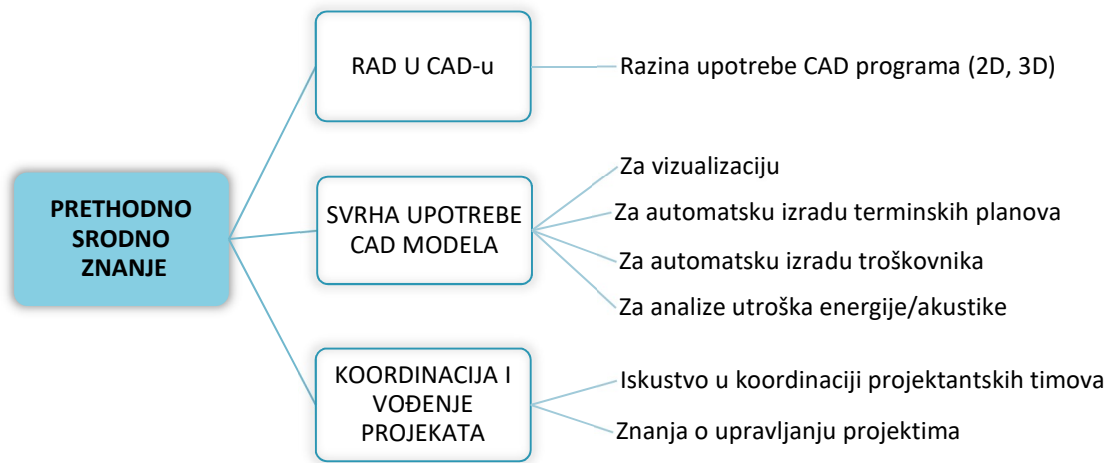 PRETHODNO
SRODNO
ZNANJE
RAD U CAD-u
Razina upotrebe CAD programa (2D, 3D)
SVRHA UPOTREBE
CAD MODELA
Za vizualizaciju
Za automatsku izradu terminskih planova
Za automatsku izradu troškovnika
Za analize utroška energije/akustike
KOORDINACIJA I
VOĐENJE
PROJEKATA
Iskustvo u koordinaciji projektantskih timova
Znanja o upravljanju projektima